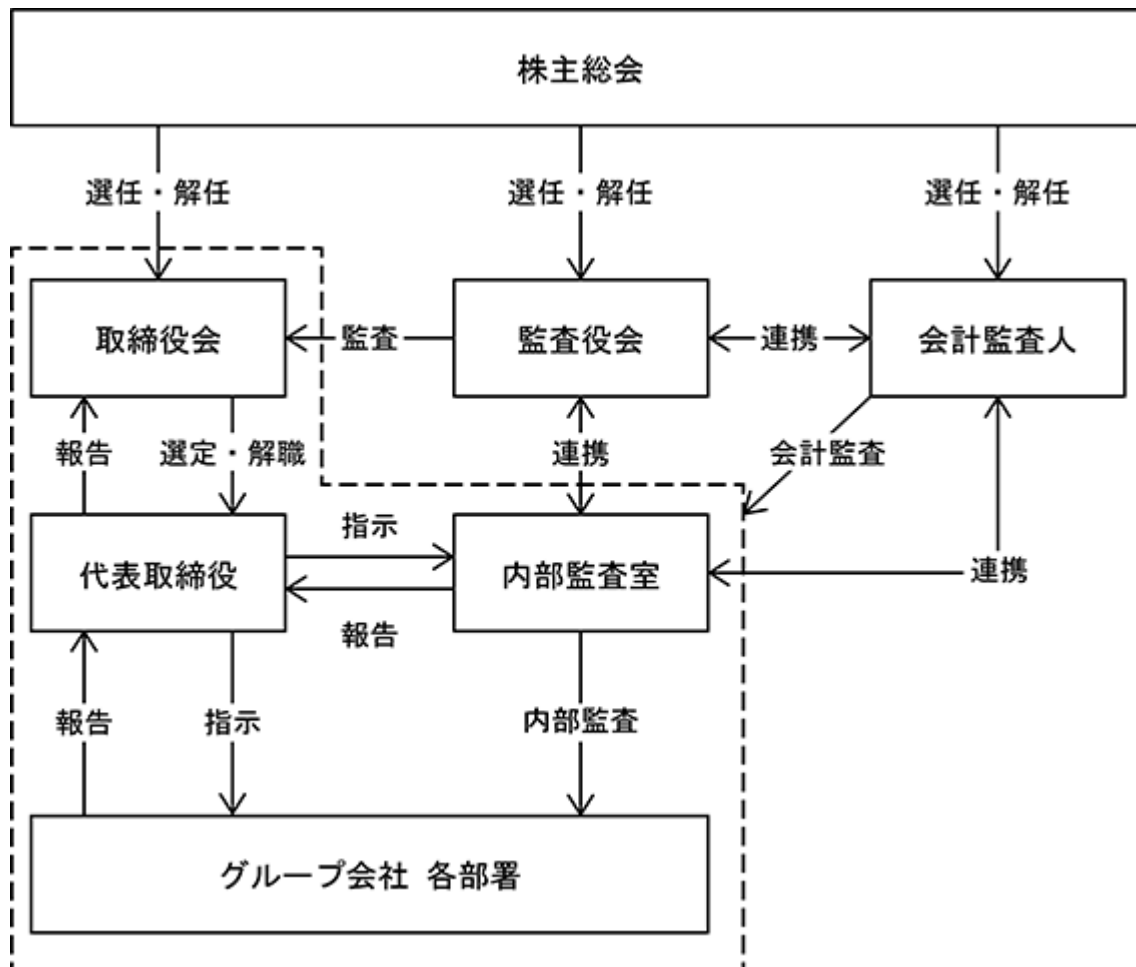 株主総会
選任・解任
選任・解任
選任・解任
取締役会
監査
監査役会
連携
会計監査人
報告
選定・解職
連携
会計監査
指示
代表取締役
内部監査室
連携
報告
報告
指示
内部監査
グループ会社 各部署